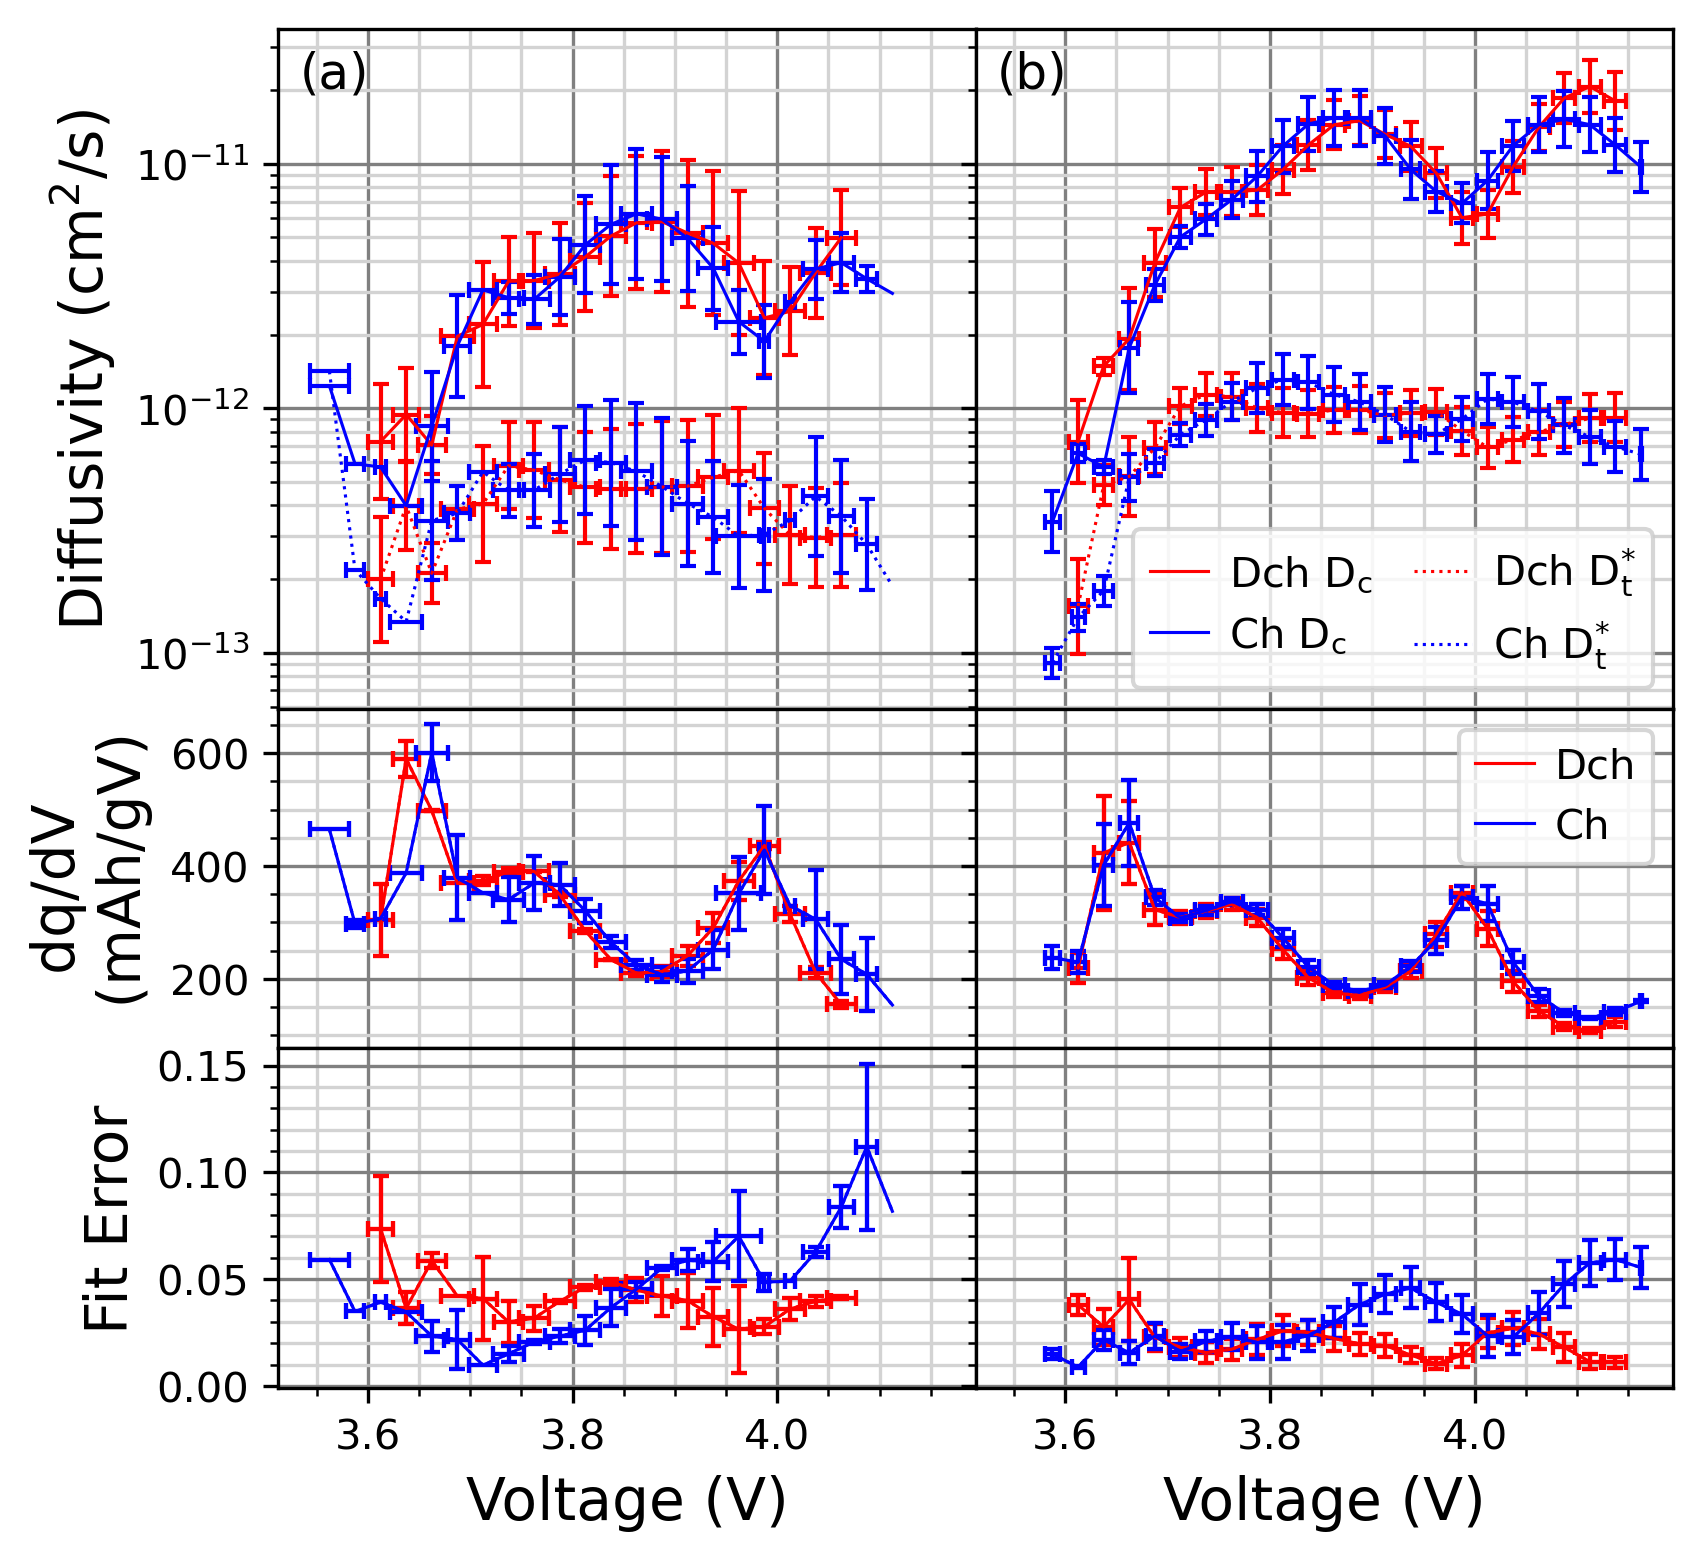 (a)
(b)
Diffusivity (cm²/s)
10⁻¹¹
10⁻¹²
10⁻¹³
Dch D_c
Ch D_c
Dch D_t^*
Ch D_t^*
dq/dV
(mAh/gV)
600
400
200
Dch
Ch
Fit Error
0.15
0.10
0.05
0.00
3.6 3.8 4.0
3.6 3.8 4.0
Voltage (V)
Voltage (V)